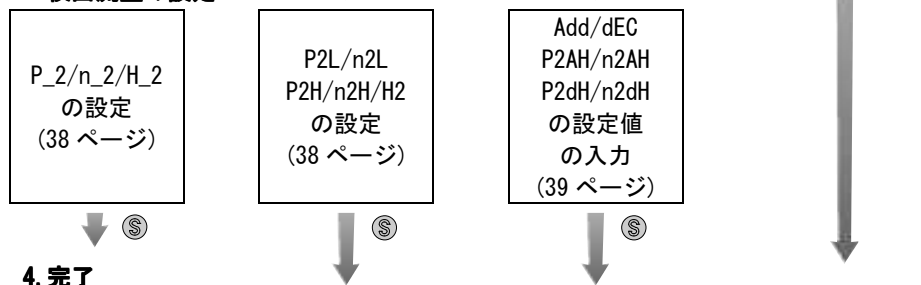 P_2/n_2/H_2
の設定
(38 ページ)
P2L/n2L
P2H/n2H/H2
の設定
(38 ページ)
Add/dEC
P2AH/n2AH
P2dH/n2dH
の設定値
の入力
(39 ページ)
Ⓢ
Ⓢ
Ⓢ
4. 完了